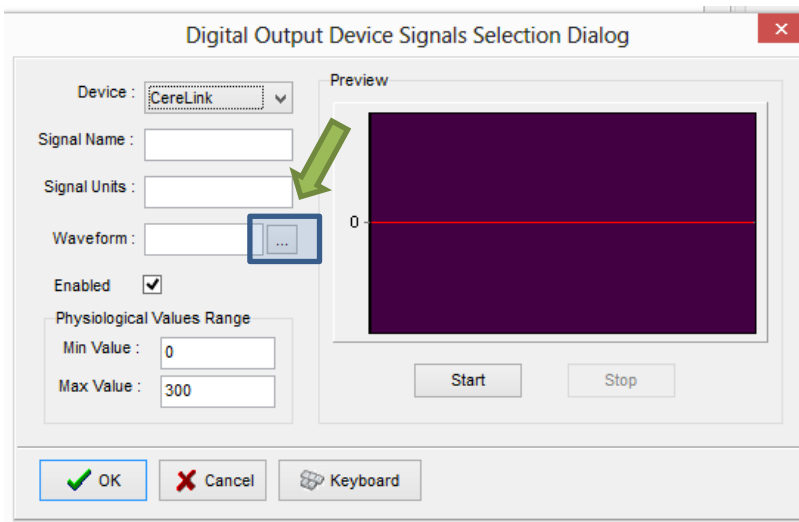 Digital Output Device Signals Selection Dialog
Device :
CereLink
Signal Name :
Signal Units :
Waveform :
...
Enabled
Physiological Values Range
Min Value :
0
Max Value :
300
Preview
0
Start
Stop
OK
Cancel
Keyboard